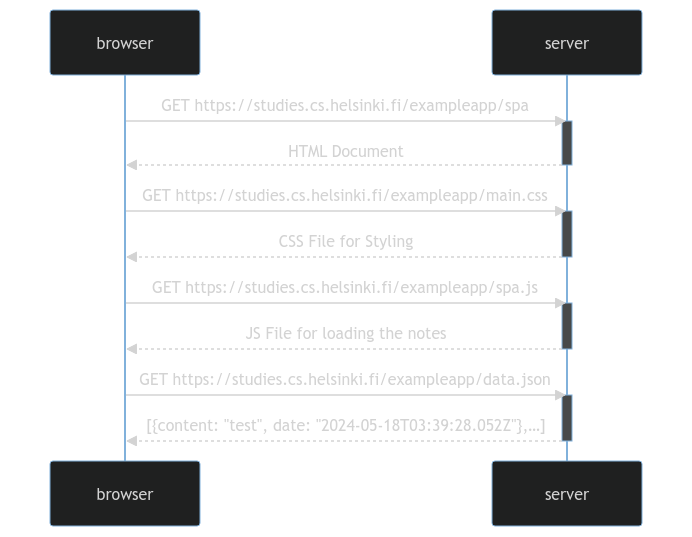 browser
server
GET https://studies.cs.helsinki.fi/exampleapp/spa
HTML Document
GET https://studies.cs.helsinki.fi/exampleapp/main.css
CSS File for Styling
GET https://studies.cs.helsinki.fi/exampleapp/spa.js
JS File for loading the notes
GET https://studies.cs.helsinki.fi/exampleapp/data.json
[{content: "test", date: "2024-05-18T03:39:28.052Z"},...]
browser
server